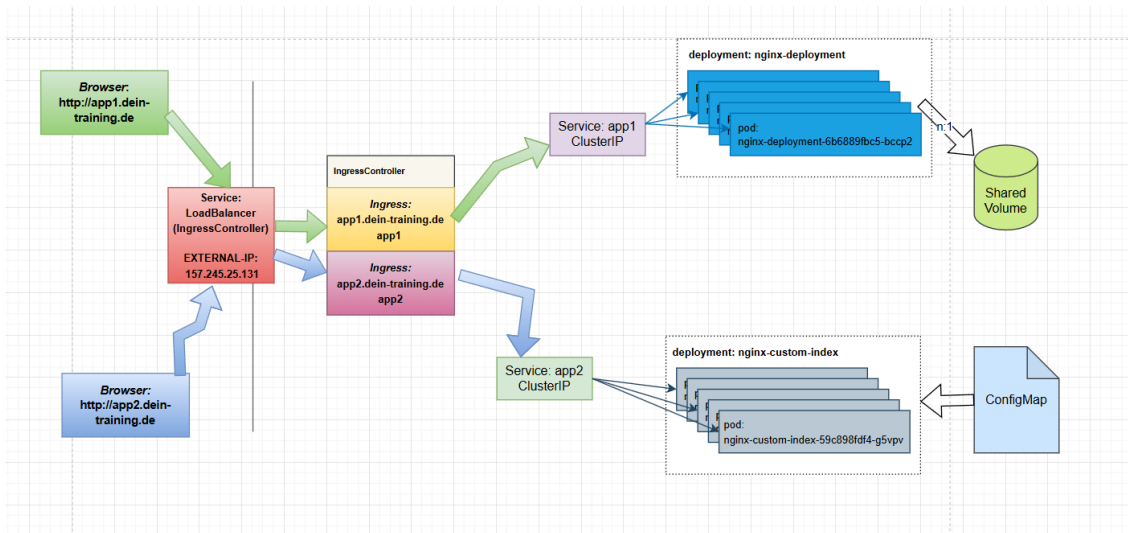 Browser:
http://app1.dein-
training.de
Service:
LoadBalancer
(IngressController)
EXTERNAL-IP:
157.245.25.131
Browser:
http://app2.dein-
training.de
IngressController
Ingress:
app1.dein-training.de
app1
Ingress:
app2.dein-training.de
app2
Service: app1
ClusterIP
deployment: nginx-deployment
pod:
nginx-deployment-6b6889fbc5-bccp2
n:1
Shared
Volume
Service: app2
ClusterIP
deployment: nginx-custom-index
pod:
nginx-custom-index-59c898fdf4-g5vpv
ConfigMap